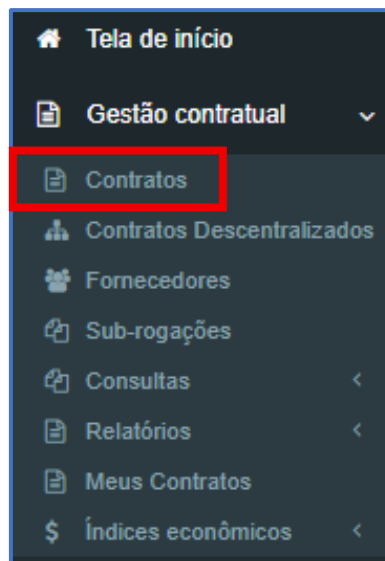 Tela de início
Gestão contratual
Contratos
Contratos Descentralizados
Fornecedores
Sub-rogações
Consultas
Relatórios
Meus Contratos
Índices econômicos